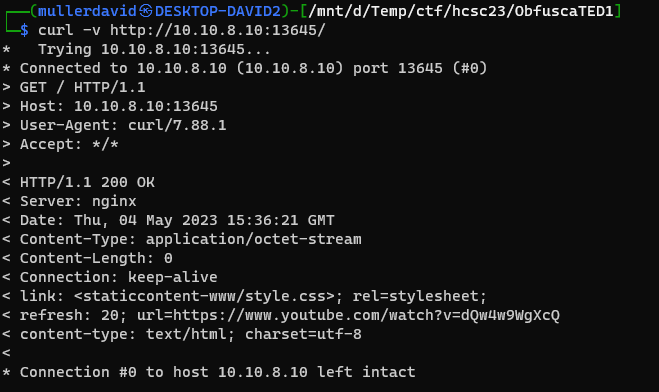 ┌──(mullerdavid㉿DESKTOP-DAVID2)-[/mnt/d/Temp/ctf/hcsc23/ObfuscaTED1]
└─$ curl -v http://10.10.8.10:13645/
*   Trying 10.10.8.10:13645...
* Connected to 10.10.8.10 (10.10.8.10) port 13645 (#0)
> GET / HTTP/1.1
> Host: 10.10.8.10:13645
> User-Agent: curl/7.88.1
> Accept: */*
>
< HTTP/1.1 200 OK
< Server: nginx
< Date: Thu, 04 May 2023 15:36:21 GMT
< Content-Type: application/octet-stream
< Content-Length: 0
< Connection: keep-alive
< link: <staticcontent-www/style.css>; rel=stylesheet;
< refresh: 20; url=https://www.youtube.com/watch?v=dQw4w9WgXcQ
< content-type: text/html; charset=utf-8
<
* Connection #0 to host 10.10.8.10 left intact